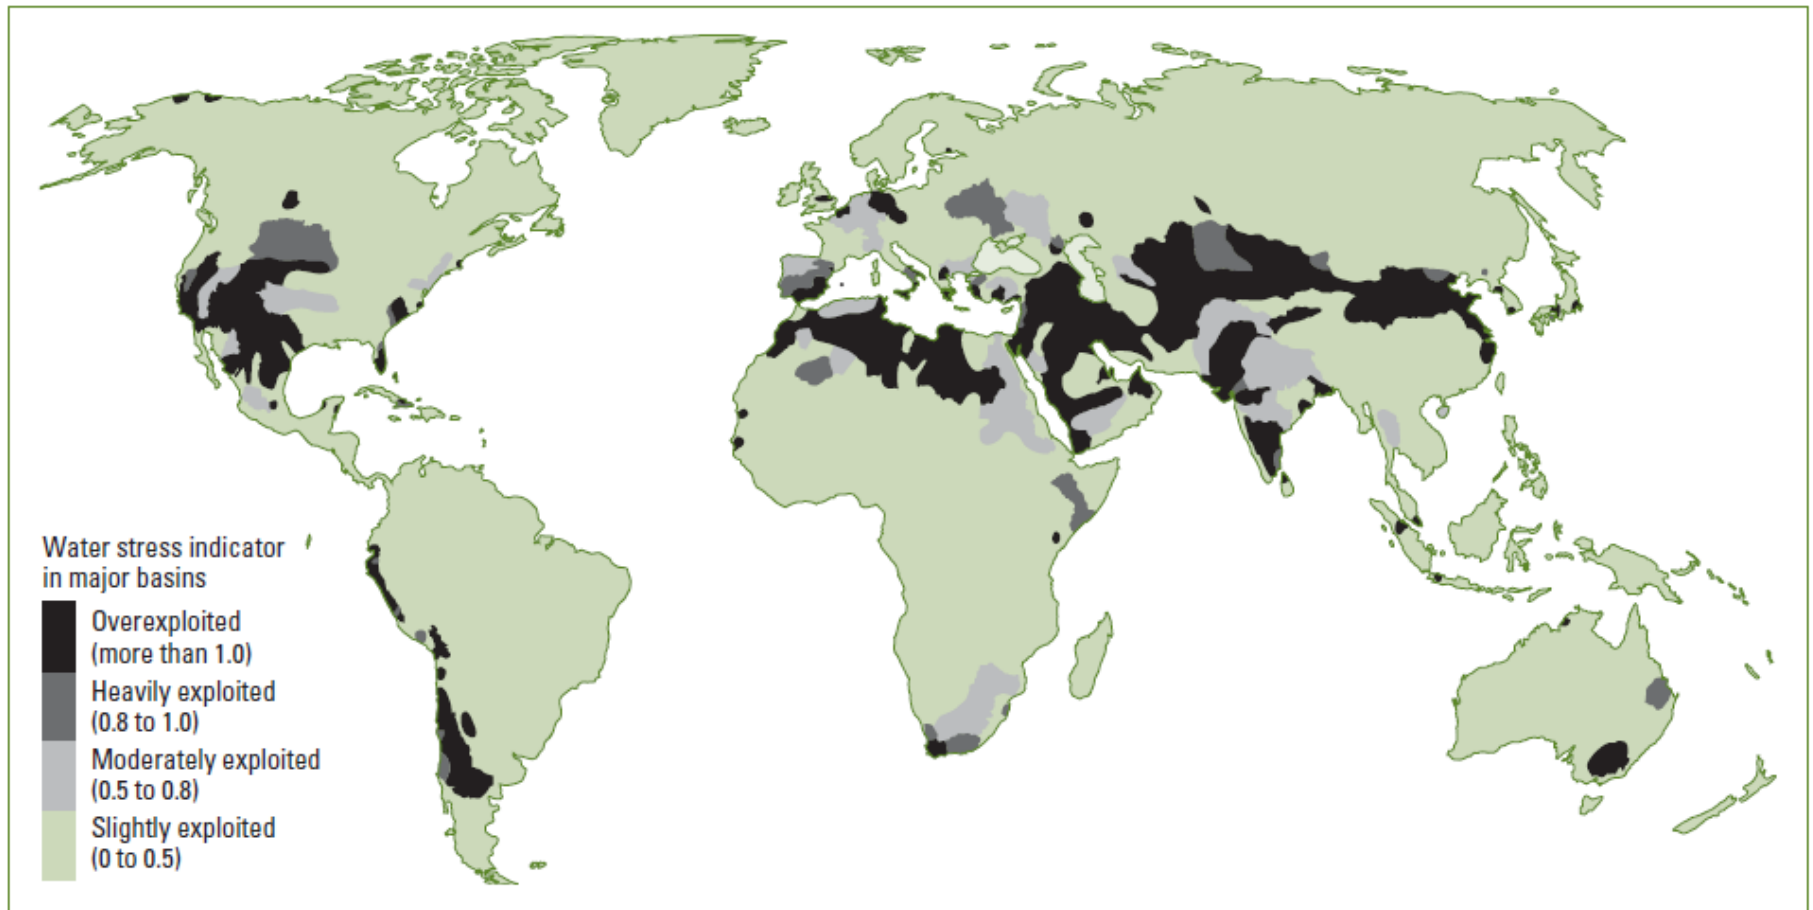 Water stress indicator
in major basins
Overexploited
(more than 1.0)
Heavily exploited
(0.8 to 1.0)
Moderately exploited
(0.5 to 0.8)
Slightly exploited
(0 to 0.5)